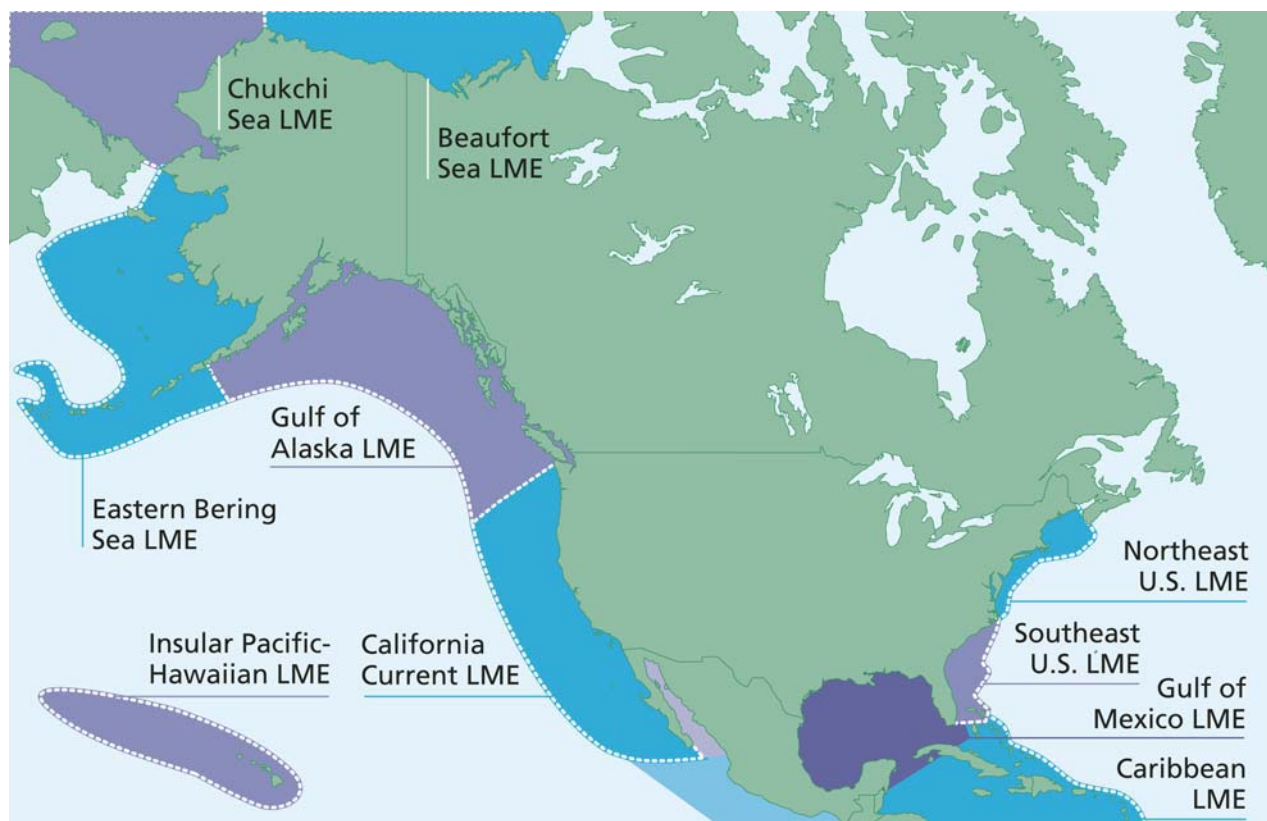 Chukchi
Sea LME
Beaufort
Sea LME
Gulf of
Alaska LME
Eastern Bering
Sea LME
Northeast
U.S. LME
Insular Pacific-
Hawaiian LME
California
Current LME
Southeast
U.S. LME
Gulf of
Mexico LME
Caribbean
LME